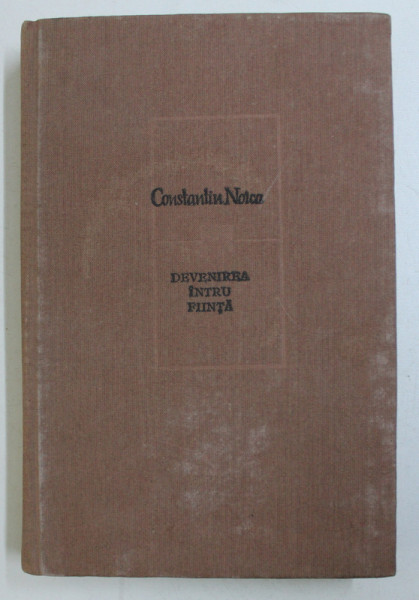 Constantin Noica
DEVENIREA
ÎNTRU
FIINȚĂ